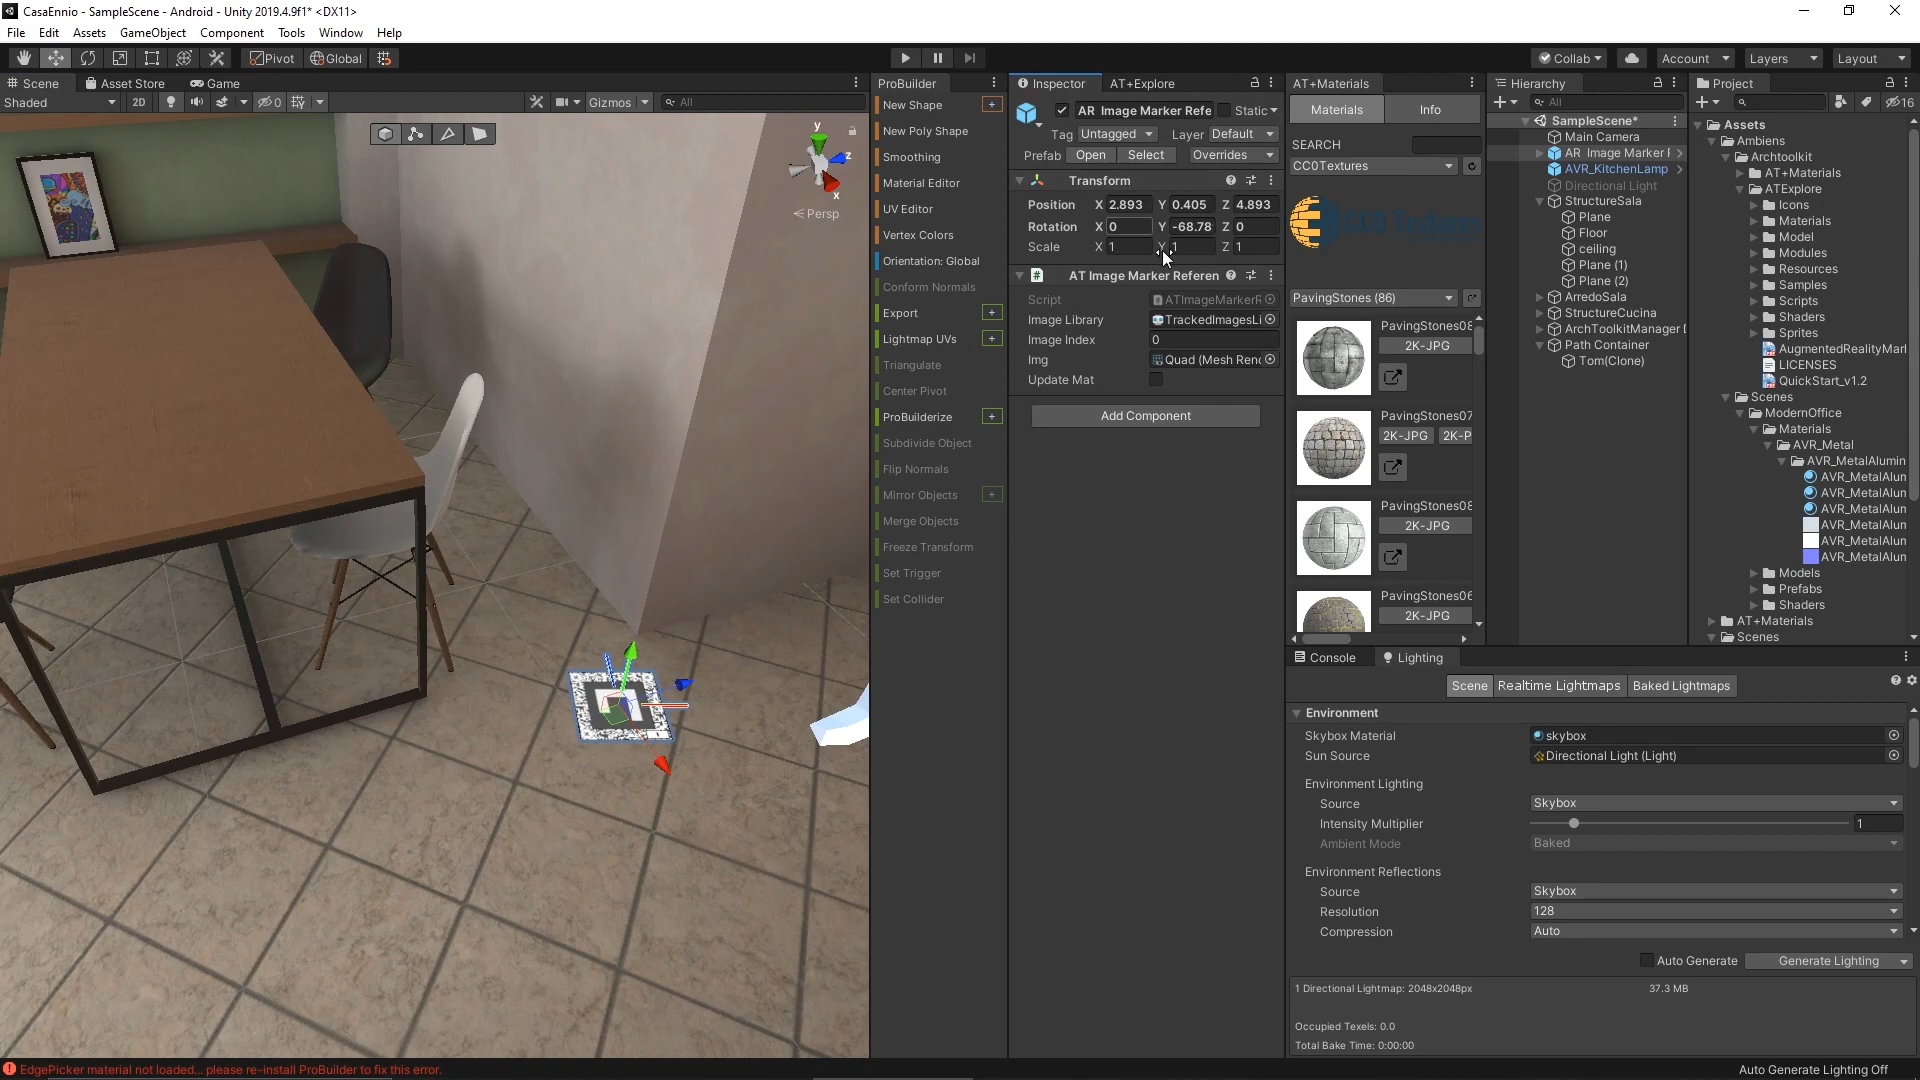 CasaEnnio - SampleScene - Android - Unity 2019.4.9f1* <DX11>
File Edit Assets GameObject Component Tools Window Help
Pivot Global
Collab Account Layers Layout
Scene Asset Store Game
Shaded 2D 0 Gizmos All
y
z
x
Persp
ProBuilder
New Shape +
New Poly Shape
Smoothing
Material Editor
UV Editor
Vertex Colors
Orientation: Global
Conform Normals
Export +
Lightmap UVs +
Triangulate
Center Pivot
ProBuilderize +
Subdivide Object
Flip Normals
Mirror Objects +
Merge Objects
Freeze Transform
Set Trigger
Set Collider
Inspector AT+Explore
AR Image Marker Refe Static
Tag Untagged Layer Default
Prefab Open Select Overrides
Transform
Position X 2.893 Y 0.405 Z 4.893
Rotation X 0 Y -68.78 Z 0
Scale X 1 Y 1 Z 1
AT Image Marker Referen
Script ATImageMarkerR
Image Library TrackedImagesLi
Image Index 0
Img Quad (Mesh Rend
Update Mat
Add Component
AT+Materials
Materials Info
SEARCH
CC0Textures
CC0 Textures
PavingStones (86)
PavingStones08
2K-JPG
PavingStones07
2K-JPG 2K-P
PavingStones08
2K-JPG
PavingStones06
2K-JPG
Hierarchy
All
SampleScene*
Main Camera
AR Image Marker
AVR_KitchenLamp
Directional Light
StructureSala
Plane
Floor
ceiling
Plane (1)
Plane (2)
ArredoSala
StructureCucina
ArchToolkitManager
Path Container
Tom(Clone)
Project
16
Assets
Ambiens
Archtoolkit
AT+Materials
ATExplore
Icons
Materials
Model
Modules
Resources
Samples
Scripts
Shaders
Sprites
AugmentedRealityMarl
LICENSES
QuickStart_v1.2
Scenes
ModernOffice
Materials
AVR_Metal
AVR_MetalAlumin
AVR_MetalAlun
AVR_MetalAlun
AVR_MetalAlun
AVR_MetalAlun
AVR_MetalAlun
AVR_MetalAlun
Models
Prefabs
Shaders
AT+Materials
Scenes
Console Lighting
Scene Realtime Lightmaps Baked Lightmaps
Environment
Skybox Material skybox
Sun Source Directional Light (Light)
Environment Lighting
Source Skybox
Intensity Multiplier 1
Ambient Mode Baked
Environment Reflections
Source Skybox
Resolution 128
Compression Auto
Auto Generate Generate Lighting
1 Directional Lightmap: 2048x2048px 37.3 MB
Occupied Texels: 0.0
Total Bake Time: 0:00:00
EdgePicker material not loaded... please re-install ProBuilder to fix this error.
Auto Generate Lighting Off